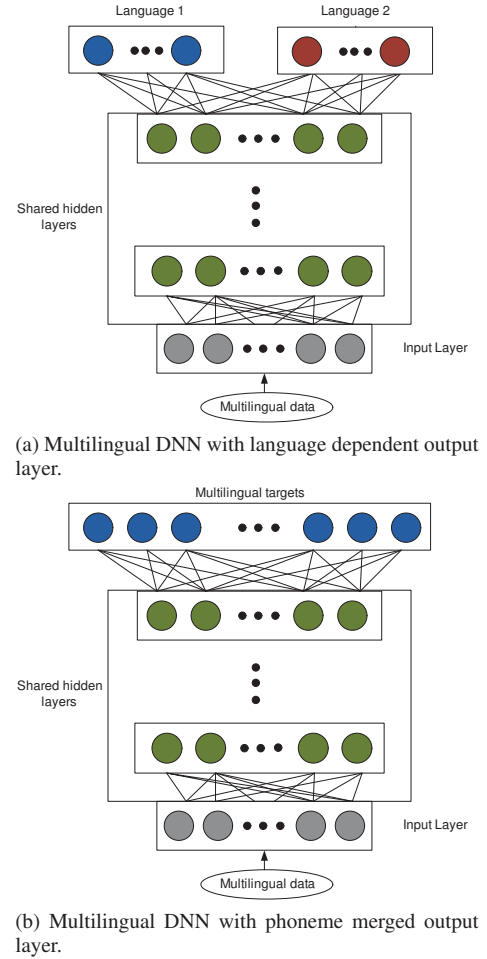 Language 1
Language 2
Shared hidden
layers
Input Layer
Multilingual data
(a) Multilingual DNN with language dependent output
layer.
Multilingual targets
Shared hidden
layers
Input Layer
Multilingual data
(b) Multilingual DNN with phoneme merged output
layer.